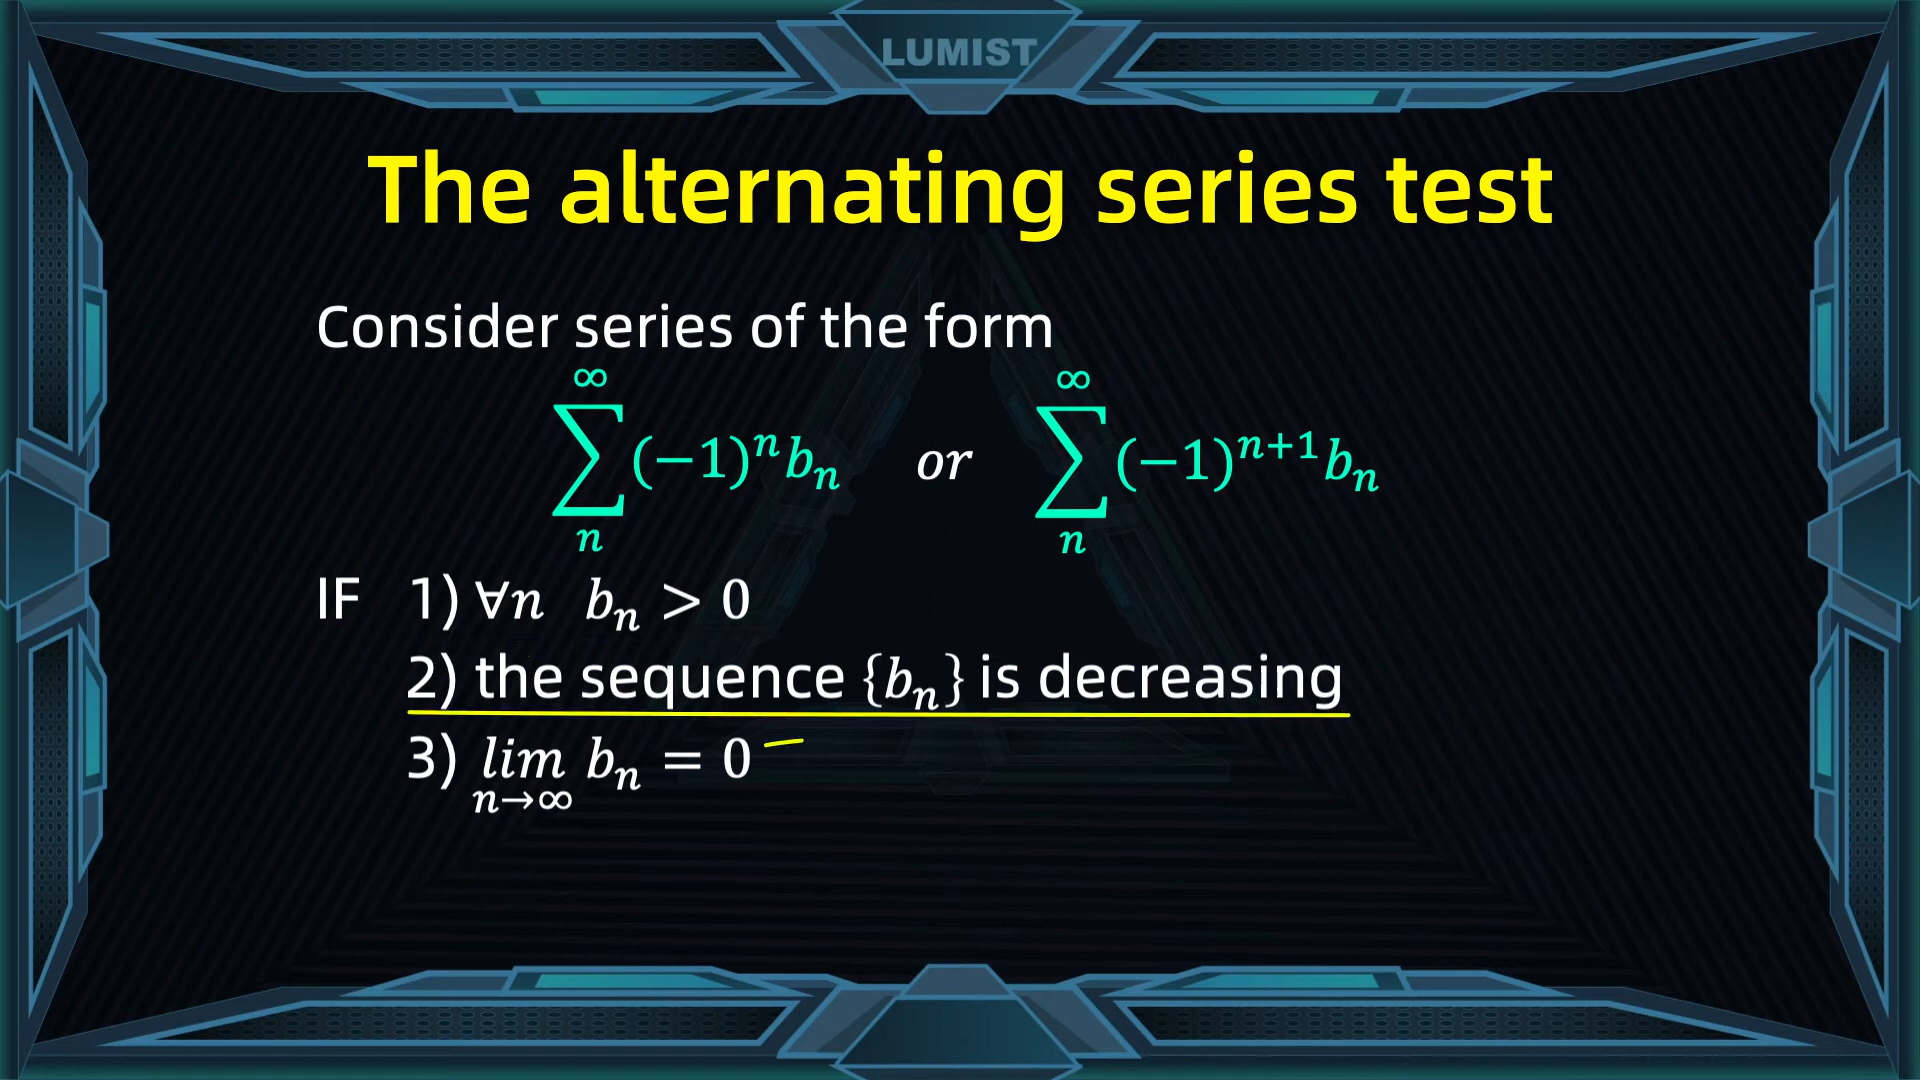 LUMIST
The alternating series test
Consider series of the form
∞
∑(−1)ⁿbₙ or ∑(−1)ⁿ⁺¹bₙ
n
∞
n
IF 1) ∀n bₙ > 0
2) the sequence {bₙ} is decreasing
3) lim bₙ = 0
n→∞